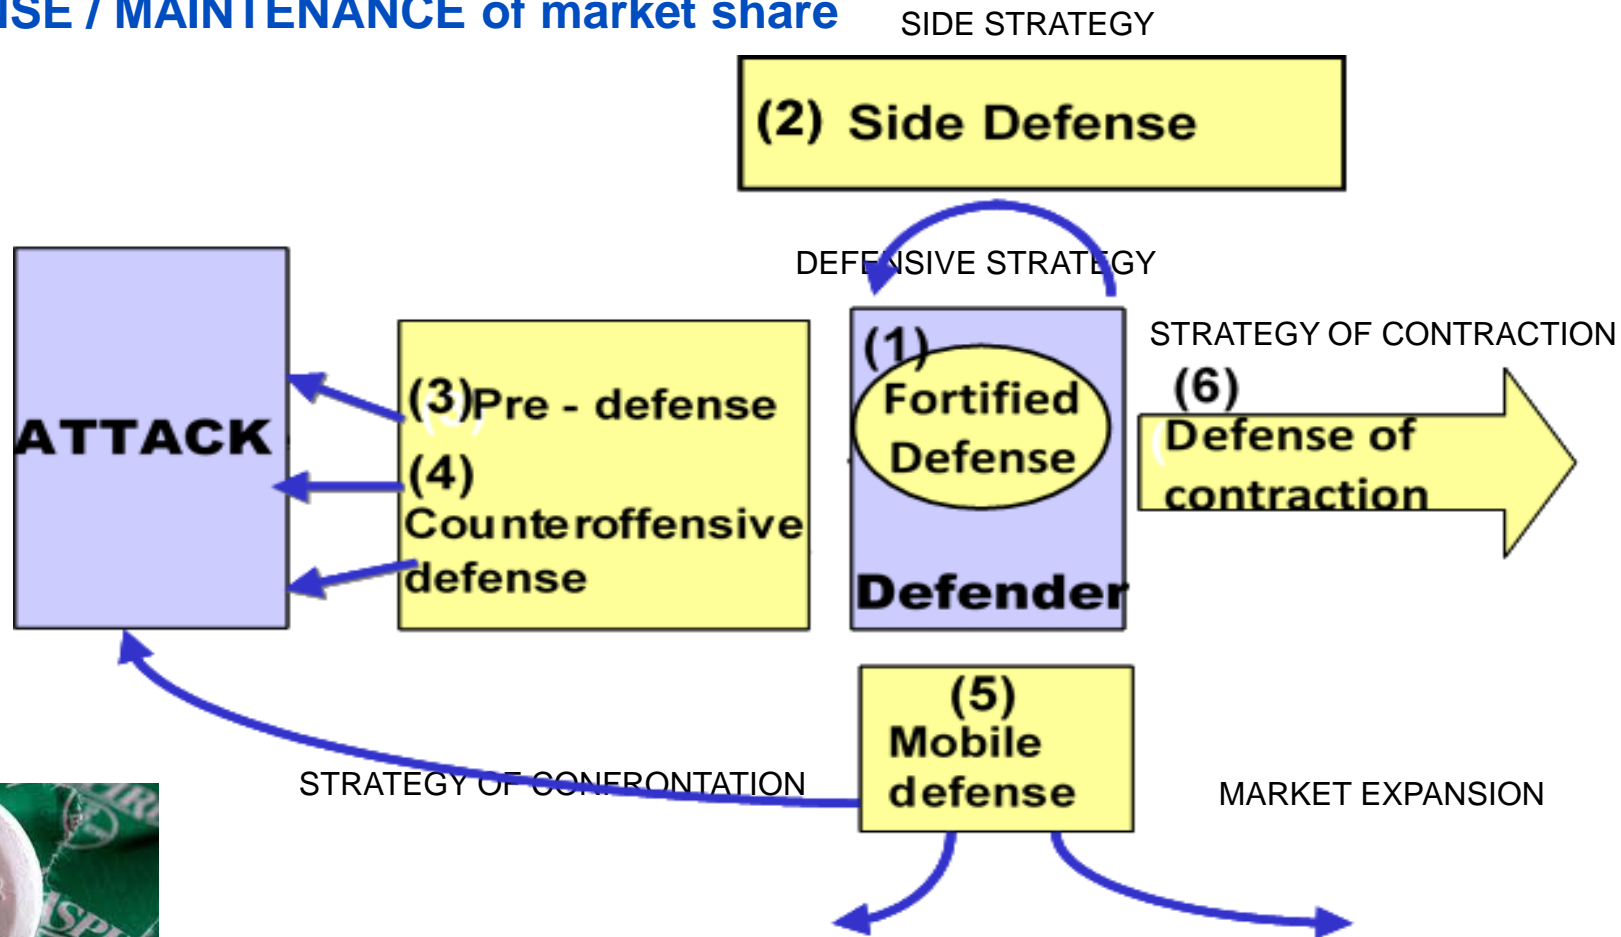 ISE / MAINTENANCE of market share
SIDE STRATEGY
(2) Side Defense
DEFENSIVE STRATEGY
ATTACK
(3) Pre - defense
(4)
Counteroffensive
defense
(1)
Fortified
Defense
Defender
STRATEGY OF CONTRACTION
(6)
Defense of
contraction
(5)
Mobile
defense
STRATEGY OF CONFRONTATION
MARKET EXPANSION